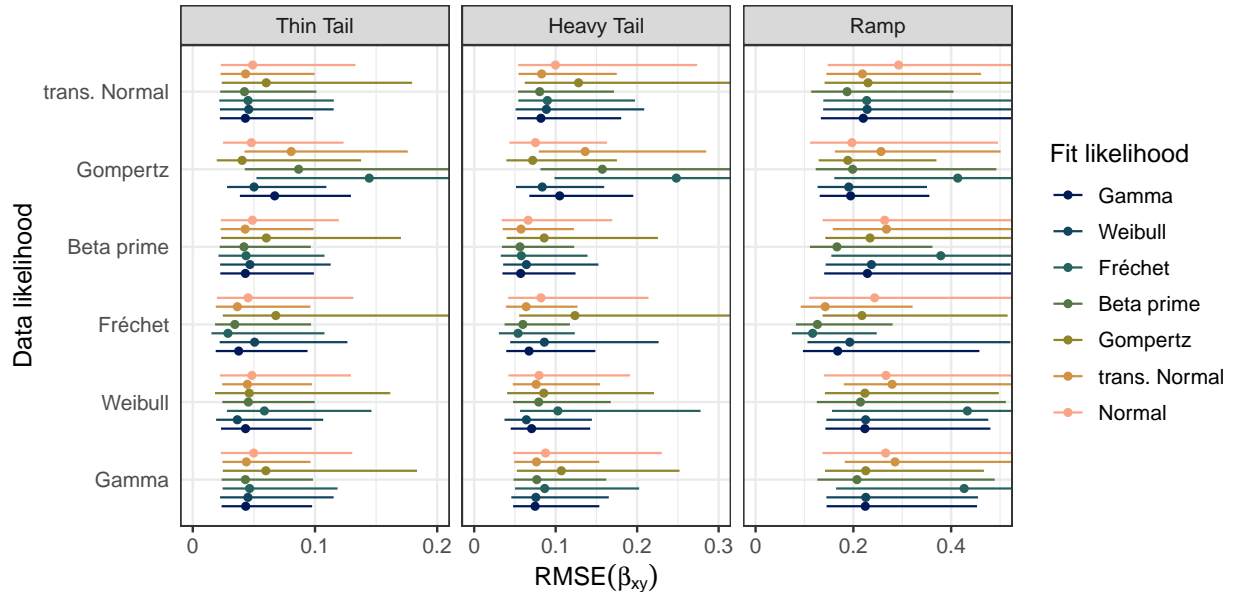 Thin Tail
Heavy Tail
Ramp
Data likelihood
trans. Normal
Gompertz
Beta prime
Fréchet
Weibull
Gamma
0
0.1
0.2
0
0.1
0.2
0.3
0
0.2
0.4
RMSE(βxy)
Fit likelihood
Gamma
Weibull
Fréchet
Beta prime
Gompertz
trans. Normal
Normal